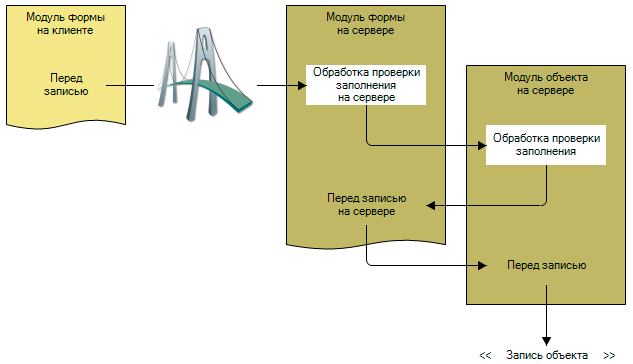 Модуль формы
на клиенте
Перед
записью
Модуль формы
на сервере
Обработка проверки
заполнения
на сервере
Модуль объекта
на сервере
Обработка проверки
заполнения
Перед записью
на сервере
Перед записью
<< Запись объекта >>